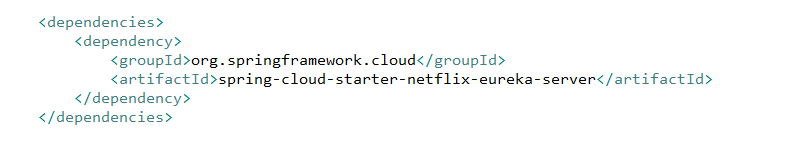 <dependencies>
    <dependency>
        <groupId>org.springframework.cloud</groupId>
        <artifactId>spring-cloud-starter-netflix-eureka-server</artifactId>
    </dependency>
</dependencies>